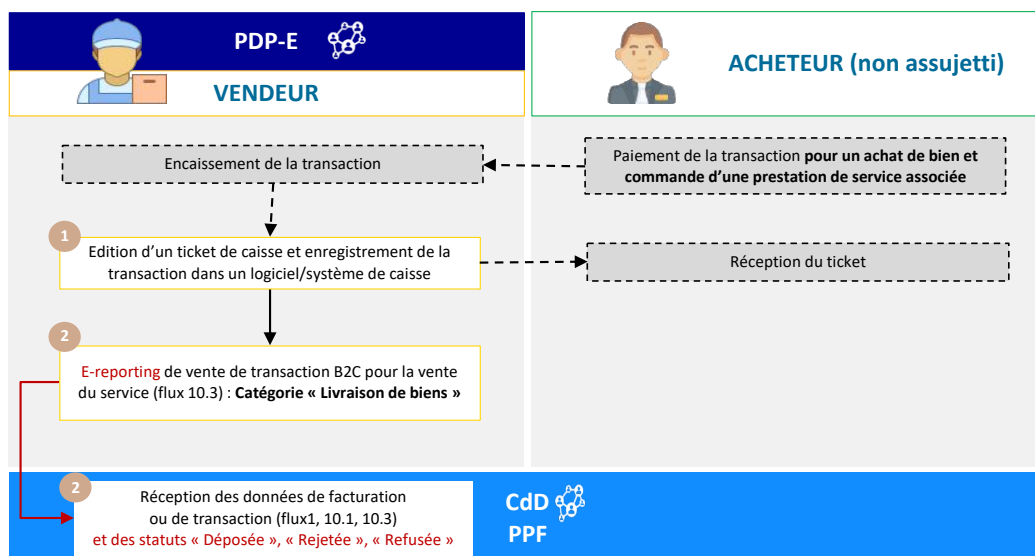 PDP-E
VENDEUR
ACHETEUR (non assujetti)
Encaissement de la transaction
Paiement de la transaction pour un achat de bien et
commande d’une prestation de service associée
1
Edition d’un ticket de caisse et enregistrement de la
transaction dans un logiciel/système de caisse
Réception du ticket
2
E-reporting de vente de transaction B2C pour la vente
du service (flux 10.3) : Catégorie « Livraison de biens »
2
Réception des données de facturation
ou de transaction (flux1, 10.1, 10.3)
et des statuts « Déposée », « Rejetée », « Refusée »
CdD
PPF